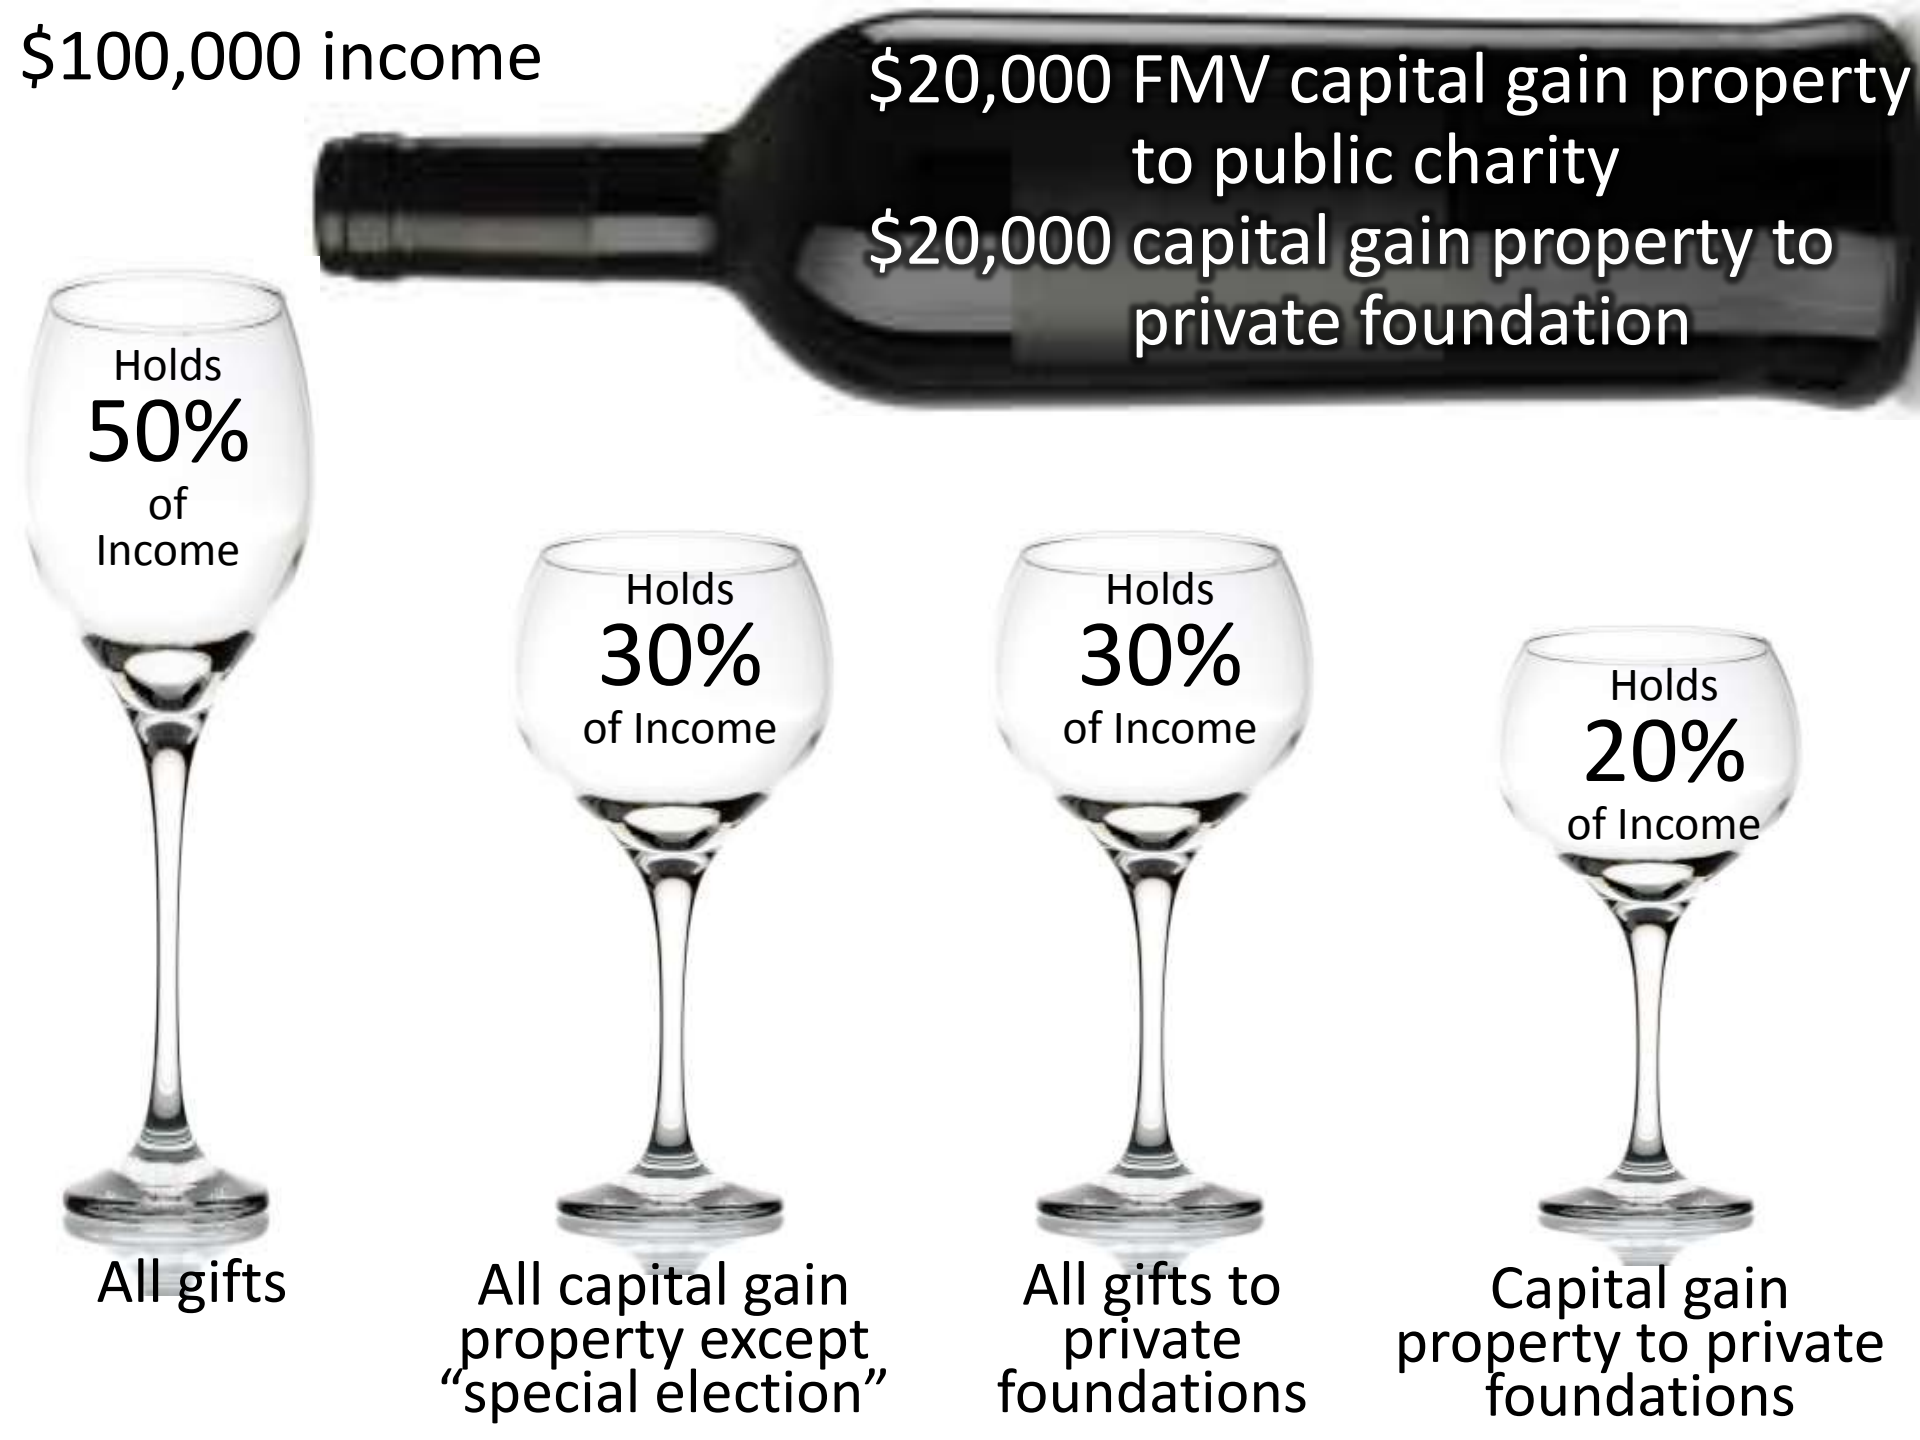 $100,000 income
$20,000 FMV capital gain property
to public charity
$20,000 capital gain property to
private foundation
Holds
50%
of
Income
Holds
30%
of Income
Holds
30%
of Income
Holds
20%
of Income
All gifts
All capital gain
property except
“special election”
All gifts to
private
foundations
Capital gain
property to private
foundations